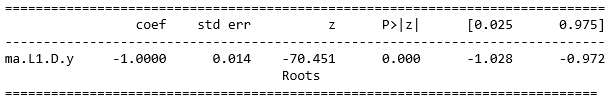 ==============================================================================
                 coef    std err          z      P>|z|      [0.025      0.975]
------------------------------------------------------------------------------
ma.L1.D.y     -1.0000      0.014    -70.451      0.000      -1.028      -0.972
                                    Roots
=============================================================================